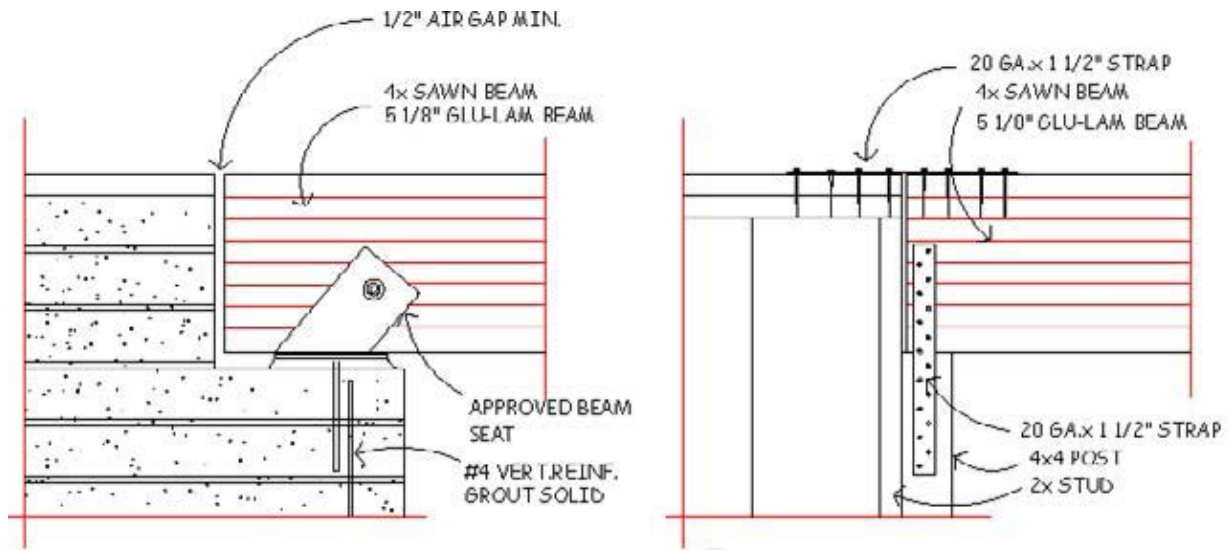 1/2" AIR GAP MIN.
4x SAWN BEAM
5 1/8" GLU-LAM BEAM
APPROVED BEAM
SEAT
#4 VERT.REINF.
GROUT SOLID
20 GA.x 1 1/2" STRAP
4x SAWN BEAM
5 1/0" GLU-LAM BEAM
20 GA.x 1 1/2" STRAP
4x4 POST
2x STUD